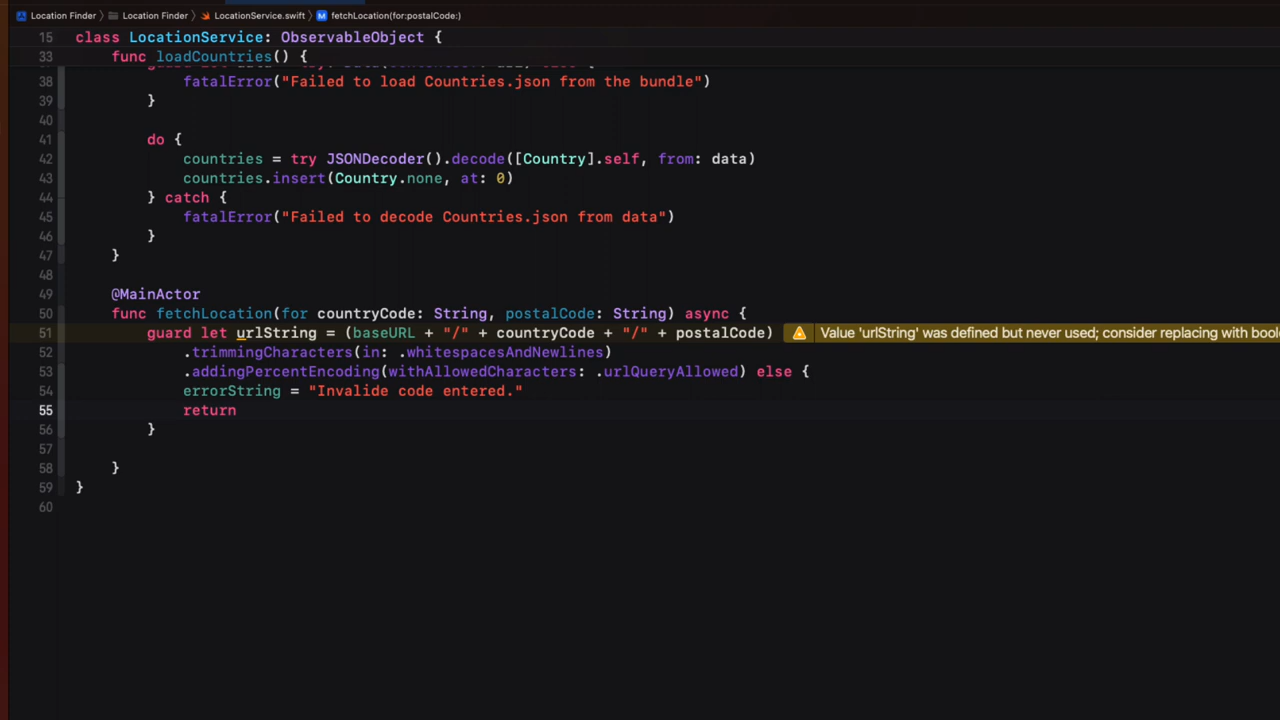 Location Finder Location Finder LocationService.swift M fetchLocation(for:postalCode:)
15 class LocationService: ObservableObject {
33 func loadCountries() {
38 fatalError("Failed to load Countries.json from the bundle")
39 }
40
41 do {
42 countries = try JSONDecoder().decode([Country].self, from: data)
43 countries.insert(Country.none, at: 0)
44 } catch {
45 fatalError("Failed to decode Countries.json from data")
46 }
47 }
48
49 @MainActor
50 func fetchLocation(for countryCode: String, postalCode: String) async {
51 guard let urlString = (baseURL + "/" + countryCode + "/" + postalCode) Value 'urlString' was defined but never used; consider replacing with bool
52 .trimmingCharacters(in: .whitespacesAndNewlines)
53 .addingPercentEncoding(withAllowedCharacters: .urlQueryAllowed) else {
54 errorString = "Invalide code entered."
55 return
56 }
57
58 }
59 }
60